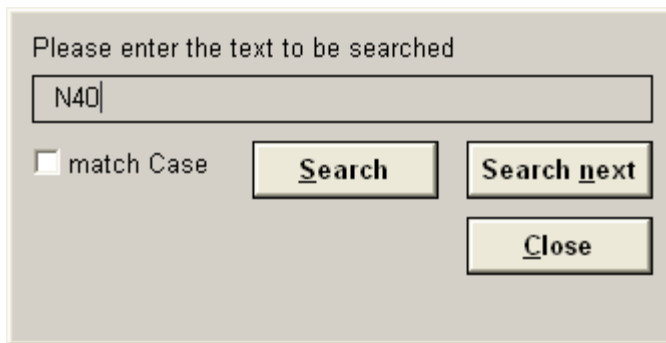 Please enter the text to be searched
N40
match Case
Search
Search next
Close